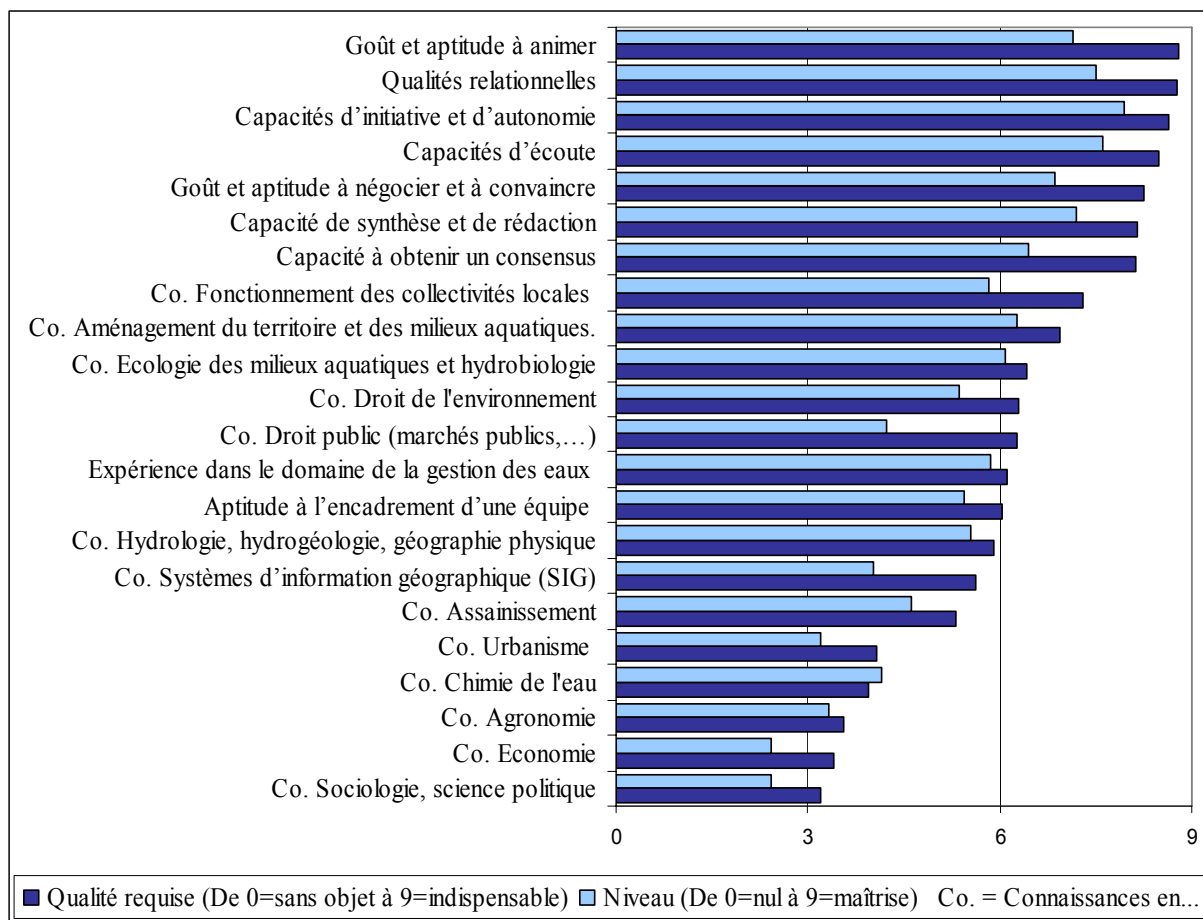 Goût et aptitude à animer
Qualités relationnelles
Capacités d’initiative et d’autonomie
Capacités d’écoute
Goût et aptitude à négocier et à convaincre
Capacité de synthèse et de rédaction
Capacité à obtenir un consensus
Co. Fonctionnement des collectivités locales
Co. Aménagement du territoire et des milieux aquatiques.
Co. Ecologie des milieux aquatiques et hydrobiologie
Co. Droit de l'environnement
Co. Droit public (marchés publics,…)
Expérience dans le domaine de la gestion des eaux
Aptitude à l’encadrement d’une équipe
Co. Hydrologie, hydrogéologie, géographie physique
Co. Systèmes d’information géographique (SIG)
Co. Assainissement
Co. Urbanisme
Co. Chimie de l'eau
Co. Agronomie
Co. Economie
Co. Sociologie, science politique
0 3 6 9
Qualité requise (De 0=sans objet à 9=indispensable) Niveau (De 0=nul à 9=maîtrise) Co. = Connaissances en...